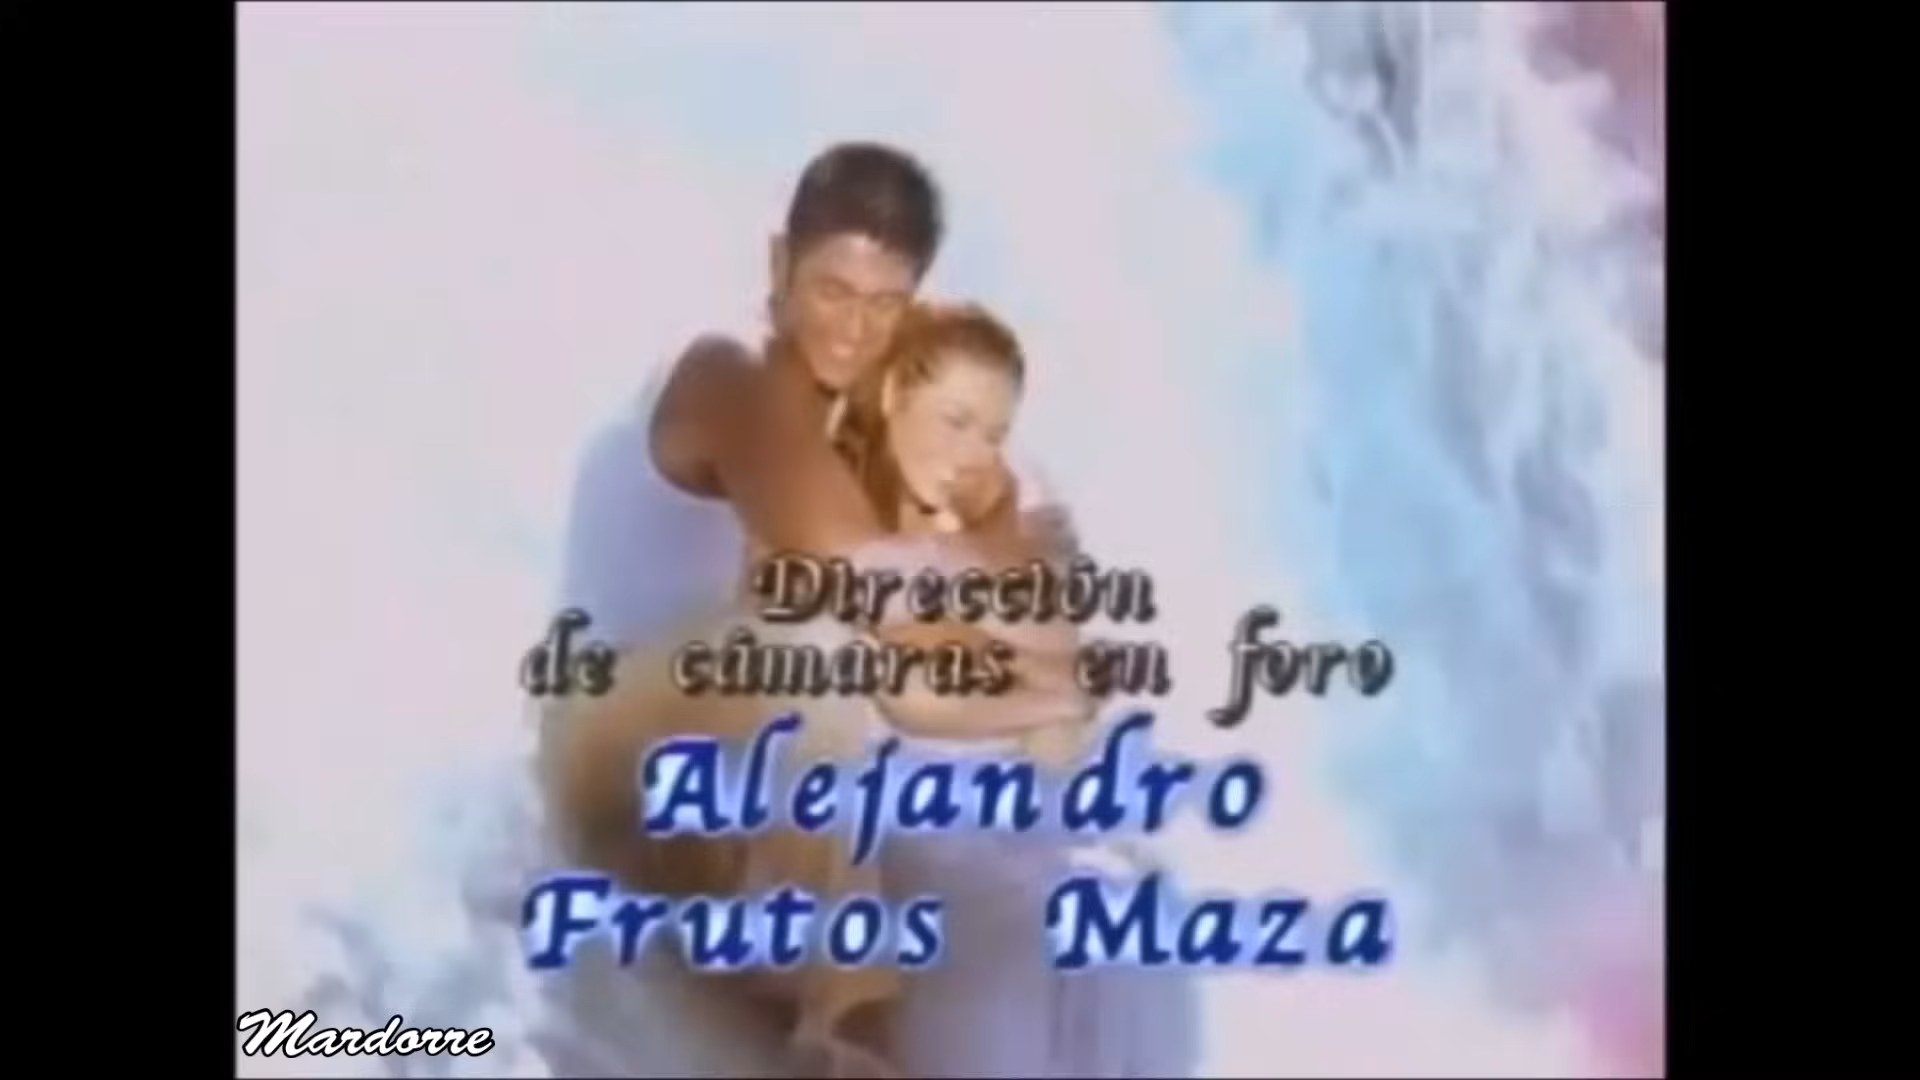 Dirección
de cámaras en foro
Alejandro
Frutos Maza
Mardorre